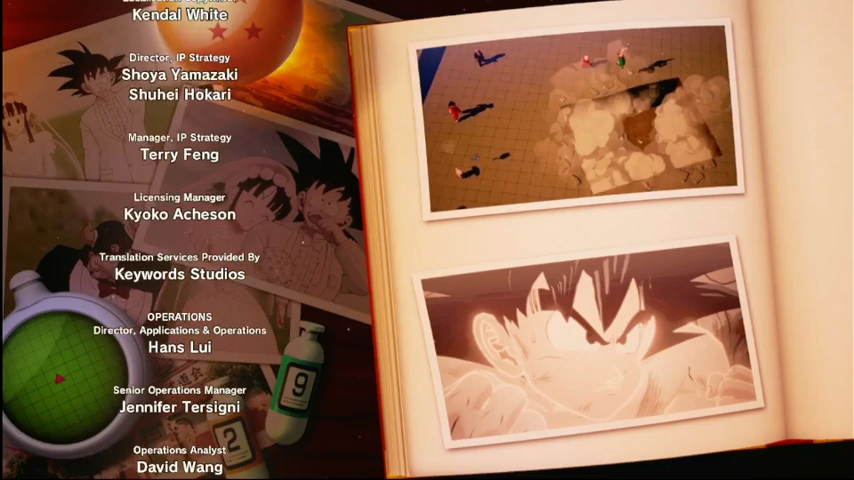 Kendal White
Director, IP Strategy
Shoya Yamazaki
Shuhei Hokari
Manager, IP Strategy
Terry Feng
Licensing Manager
Kyoko Acheson
Translation Services Provided By
Keywords Studios
OPERATIONS
Director, Applications & Operations
Hans Lui
Senior Operations Manager
Jennifer Tersigni
9
Operations Analyst
2
David Wang